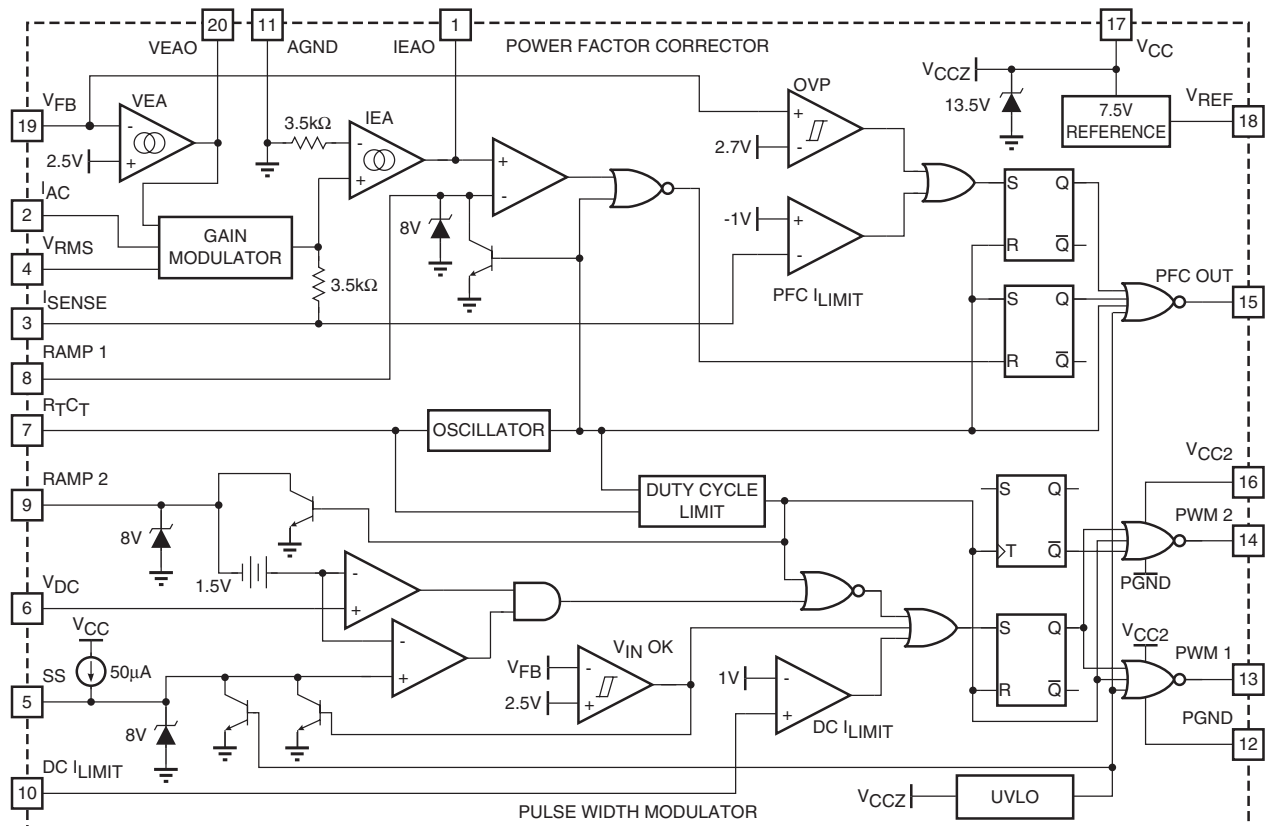 20 11 1 17
VEAO AGND IEAO POWER FACTOR CORRECTOR VCC
VFB VEA OVP VCCZ
19 13.5V 7.5V REFERENCE VREF 18
- + 2.5V
3.5kΩ IEA - +
+ - 2.7V
IAC
2
VRMS
4
GAIN
MODULATOR
8V
+ -
-1V
+ -
S Q
R Q
3.5kΩ
ISENSE
3
PFC ILIMIT
S Q
R Q
PFC OUT
15
RAMP 1
8
RTCT
7
OSCILLATOR
RAMP 2
9
8V
DUTY CYCLE
LIMIT
S Q
T Q
VCC2
16
PWM 2
14
PGND
1.5V
- +
VDC
6
- +
VCC
50µA
SS
5
8V
VIN OK
VFB -
2.5V +
1V -
+
DC ILIMIT
S Q
R Q
VCC2
PWM 1
13
PGND
12
DC ILIMIT
10
PULSE WIDTH MODULATOR
VCCZ UVLO